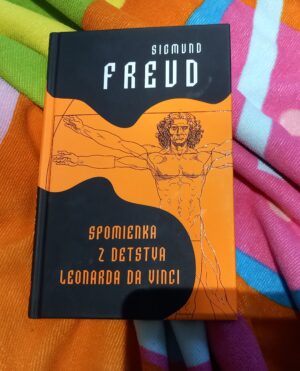 SIGMUND
FREUD
SPOMIENKA
Z DETSTVA
LEONARDA DA VINCI